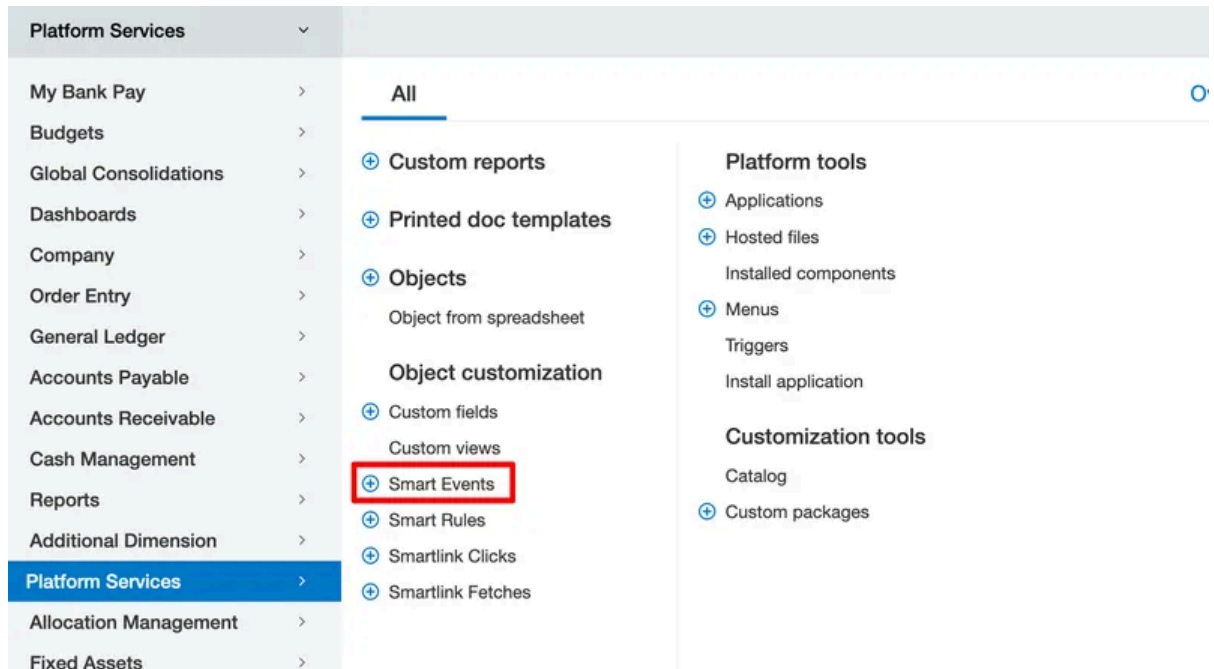 Platform Services
My Bank Pay
Budgets
Global Consolidations
Dashboards
Company
Order Entry
General Ledger
Accounts Payable
Accounts Receivable
Cash Management
Reports
Additional Dimension
Platform Services
Allocation Management
Fixed Assets
All
Custom reports
Printed doc templates
Objects
Object from spreadsheet
Object customization
Custom fields
Custom views
Smart Events
Smart Rules
Smartlink Clicks
Smartlink Fetches
Platform tools
Applications
Hosted files
Installed components
Menus
Triggers
Install application
Customization tools
Catalog
Custom packages